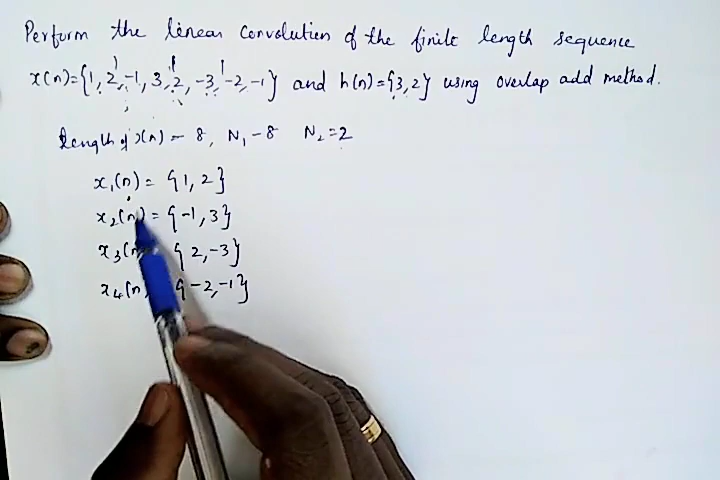 Perform the linear Convolution of the finite length sequence
x(n)={1, 2, -1, 3, 2, -3, -2, -1} and h(n)={3, 2} using overlap add method.
Length of x(n) - 8, N₁ - 8 N₂ = 2
x₁(n) = {1, 2}
x₂(n) = {-1, 3}
x₃(n {2, -3}
x₄(n) {-2, -1}